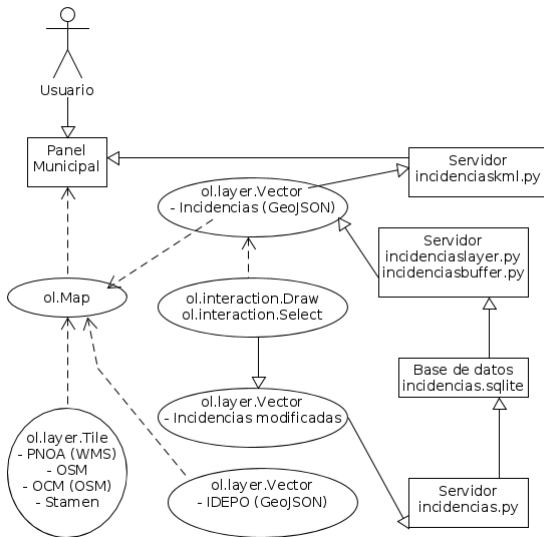 Usuario
Panel
Municipal
Servidor
incidenciaskml.py
ol.layer.Vector
- Incidencias (GeoJSON)
Servidor
incidenciaslayer.py
incidenciasbuffer.py
ol.Map
ol.interaction.Draw
ol.interaction.Select
Base de datos
incidencias.sqlite
ol.layer.Vector
- Incidencias modificadas
ol.layer.Tile
- PNOA (WMS)
- OSM
- OCM (OSM)
- Stamen
ol.layer.Vector
- IDEPO (GeoJSON)
Servidor
incidencias.py